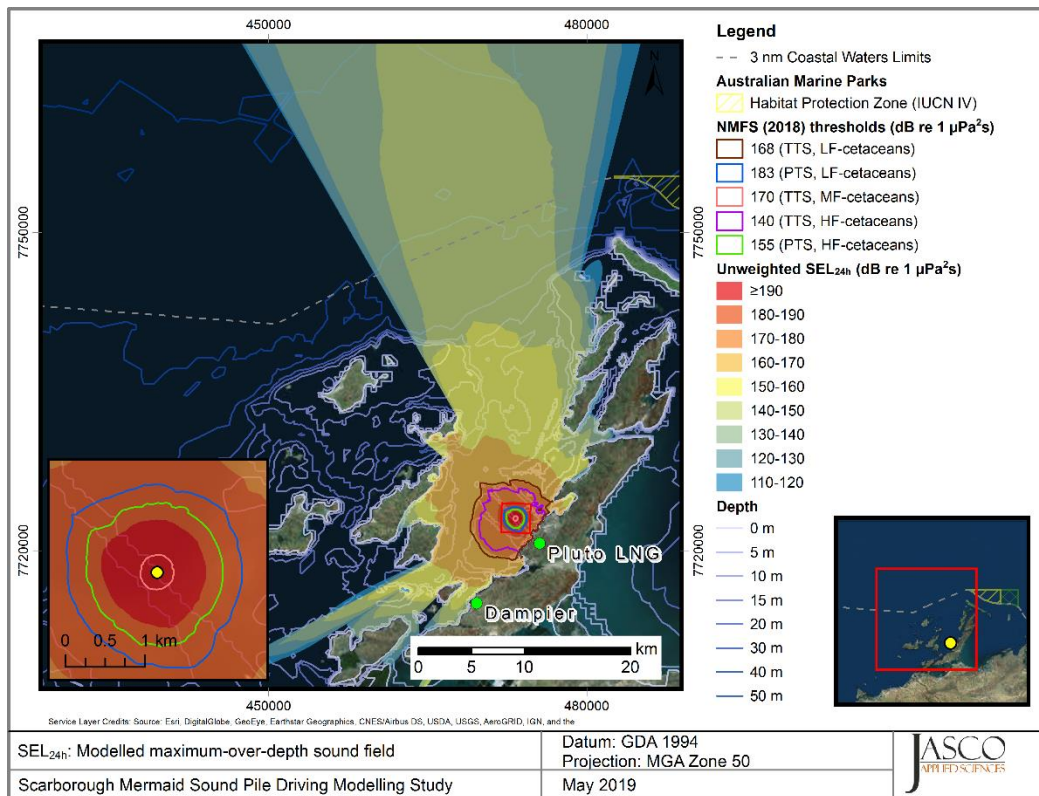 450000
480000
7750000
7750000
7720000
7720000
N
Pluto LNG
Dampier
0 0.5 1 km
km
0 5 10 20
450000
480000
Service Layer Credits: Source: Esri, DigitalGlobe, GeoEye, Earthstar Geographics, CNES/Airbus DS, USDA, USGS, AeroGRID, IGN, and the
Legend
3 nm Coastal Waters Limits
Australian Marine Parks
Habitat Protection Zone (IUCN IV)
NMFS (2018) thresholds (dB re 1 µPa²s)
168 (TTS, LF-cetaceans)
183 (PTS, LF-cetaceans)
170 (TTS, MF-cetaceans)
140 (TTS, HF-cetaceans)
155 (PTS, HF-cetaceans)
Unweighted SEL24h (dB re 1 µPa²s)
≥190
180-190
170-180
160-170
150-160
140-150
130-140
120-130
110-120
Depth
0 m
5 m
10 m
15 m
20 m
30 m
40 m
50 m
SEL24h: Modelled maximum-over-depth sound field
Datum: GDA 1994
Projection: MGA Zone 50
Scarborough Mermaid Sound Pile Driving Modelling Study
May 2019
JASCO
APPLIED SCIENCES